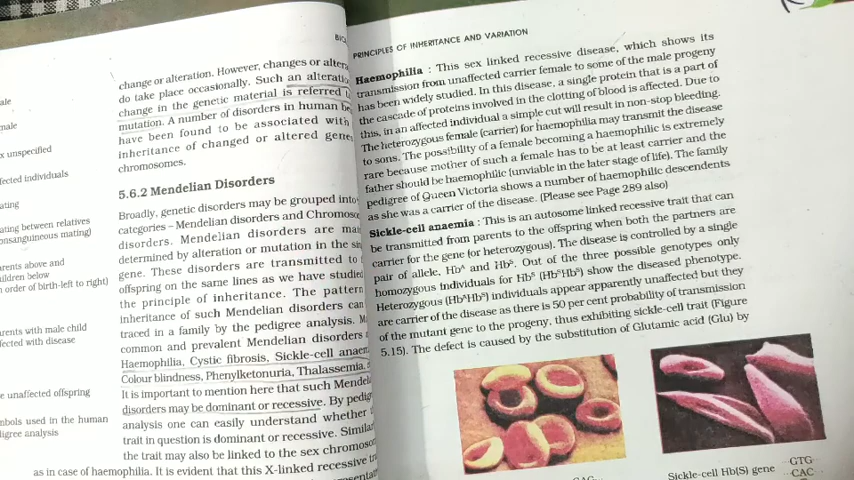 BIO
change or alteration. However, changes or altera
do take place occasionally. Such an alteratio
change in the genetic material is referred t
mutation. A number of disorders in human be
have been found to be associated with
inheritance of changed or altered gene
chromosomes.
5.6.2 Mendelian Disorders
Broadly, genetic disorders may be grouped into
categories – Mendelian disorders and Chromoso
disorders. Mendelian disorders are mai
determined by alteration or mutation in the sin
gene. These disorders are transmitted to
offspring on the same lines as we have studied
the principle of inheritance. The pattern
inheritance of such Mendelian disorders can
traced in a family by the pedigree analysis. M
common and prevalent Mendelian disorders
Haemophilia, Cystic fibrosis, Sickle-cell anaem
Colour blindness, Phenylketonuria, Thalassemia,
It is important to mention here that such Mendel
disorders may be dominant or recessive. By pedig
analysis one can easily understand whether
trait in question is dominant or recessive. Similar
the trait may also be linked to the sex chromos
as in case of haemophilia. It is evident that this X-linked recessive tr
ale
male
x unspecified
fected individuals
ating
ating between relatives
onsanguineous mating)
arents above and
ildren below
n order of birth-left to right)
arents with male child
fected with disease
e unaffected offspring
mbols used in the human
digree analysis
PRINCIPLES OF INHERITANCE AND VARIATION
Haemophilia : This sex linked recessive disease, which shows its
transmission from unaffected carrier female to some of the male progeny
has been widely studied. In this disease, a single protein that is a part of
the cascade of proteins involved in the clotting of blood is affected. Due to
this, in an affected individual a simple cut will result in non-stop bleeding.
The heterozygous female (carrier) for haemophilia may transmit the disease
to sons. The possibility of a female becoming a haemophilic is extremely
rare because mother of such a female has to be at least carrier and the
father should be haemophilic (unviable in the later stage of life). The family
pedigree of Queen Victoria shows a number of haemophilic descendents
as she was a carrier of the disease. (Please see Page 289 also)
Sickle-cell anaemia : This is an autosome linked recessive trait that can
be transmitted from parents to the offspring when both the partners are
carrier for the gene (or heterozygous). The disease is controlled by a single
pair of allele, Hbᴬ and Hbˢ. Out of the three possible genotypes only
homozygous individuals for Hbˢ (HbˢHbˢ) show the diseased phenotype.
Heterozygous (HbᴬHbˢ) individuals appear apparently unaffected but they
are carrier of the disease as there is 50 per cent probability of transmission
of the mutant gene to the progeny, thus exhibiting sickle-cell trait (Figure
5.15). The defect is caused by the substitution of Glutamic acid (Glu) by
Sickle-cell Hb(S) gene
GTG
CAC